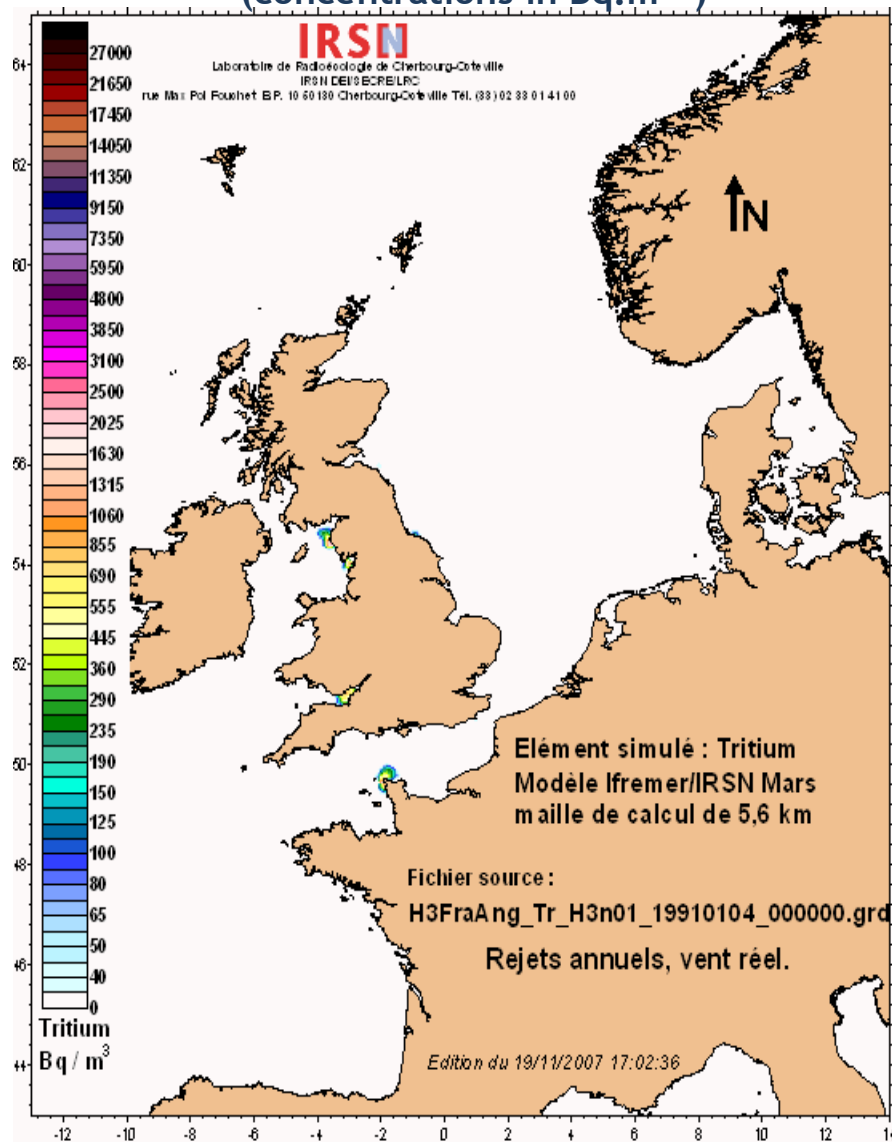 (concentrations in Bq.m⁻³)
IRSN
Laboratoire de Radioécologie de Cherbourg-Octeville
IRSN DEI/SECRE/LRC
rue Max Pol Fouchet B.P. 10 50130 Cherbourg-Octeville Tél. (33) 02 33 01 41 00
27000
21650
17450
14050
11350
9150
7350
5950
4800
3850
3100
2500
2025
1630
1315
1060
855
690
555
445
360
290
235
190
150
125
100
80
65
50
40
0
Tritium
Bq / m³
64
62
60
58
56
54
52
50
48
46
44
N
Elément simulé : Tritium
Modèle Ifremer/IRSN Mars
maille de calcul de 5,6 km
Fichier source :
H3FraAng_Tr_H3n01_19910104_000000.grd
Rejets annuels, vent réel.
Edition du 19/11/2007 17:02:36
-12 -10 -8 -6 -4 -2 0 2 4 6 8 10 12